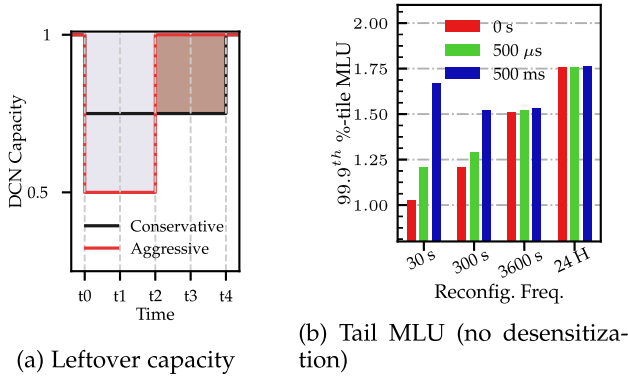 (a)
1
0.5
DCN Capacity
Conservative
Aggressive
t0 t1 t2 t3 t4
Time
(a) Leftover capacity
(b)
2.00
1.75
1.50
1.25
1.00
99.9th %-tile MLU
0 s
500 μs
500 ms
30 s 300 s 3600 s 24 H
Reconfig. Freq.
(b) Tail MLU (no desensitiza-
tion)